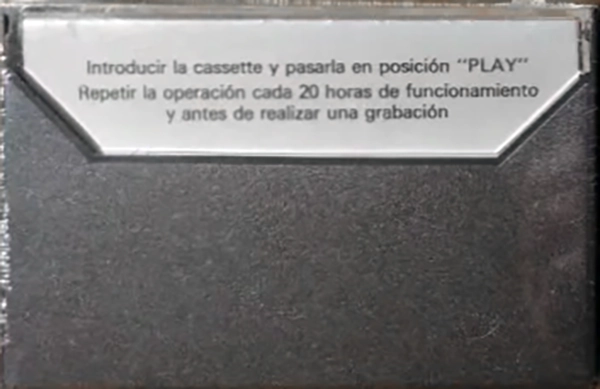 Introducir la cassette y pasarla en posición "PLAY"
Repetir la operación cada 20 horas de funcionamiento
y antes de realizar una grabación